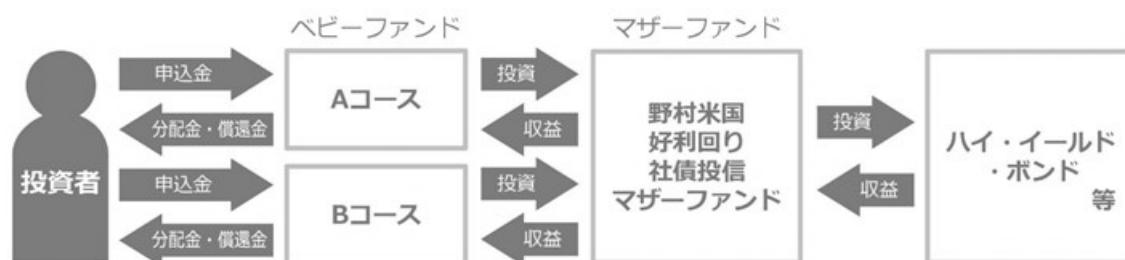 ベビーファンド
マザーファンド
投資者
申込金
分配金・償還金
申込金
分配金・償還金
Aコース
Bコース
投資
収益
投資
収益
野村米国
好利回り
社債投信
マザーファンド
投資
収益
ハイ・イールド
・ボンド
等